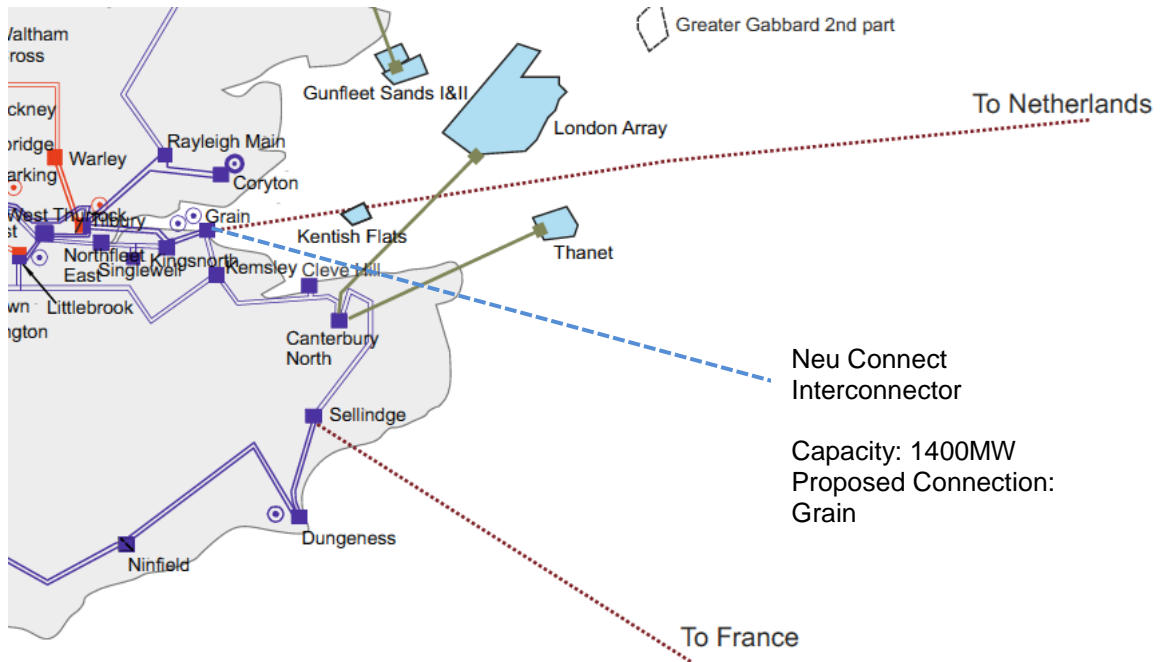 Greater Gabbard 2nd part
Waltham
Cross
Gunfleet Sands I&II
London Array
To Netherlands
Rayleigh Main
Warley
Coryton
West Thurrock
Tilbury
Grain
Kentish Flats
Thanet
Northfleet
East
Singlewell
Kingsnorth
Kemsley
Cleve Hill
Littlebrook
Canterbury
North
Neu Connect
Interconnector
Capacity: 1400MW
Proposed Connection:
Grain
Sellindge
Dungeness
Ninfield
To France